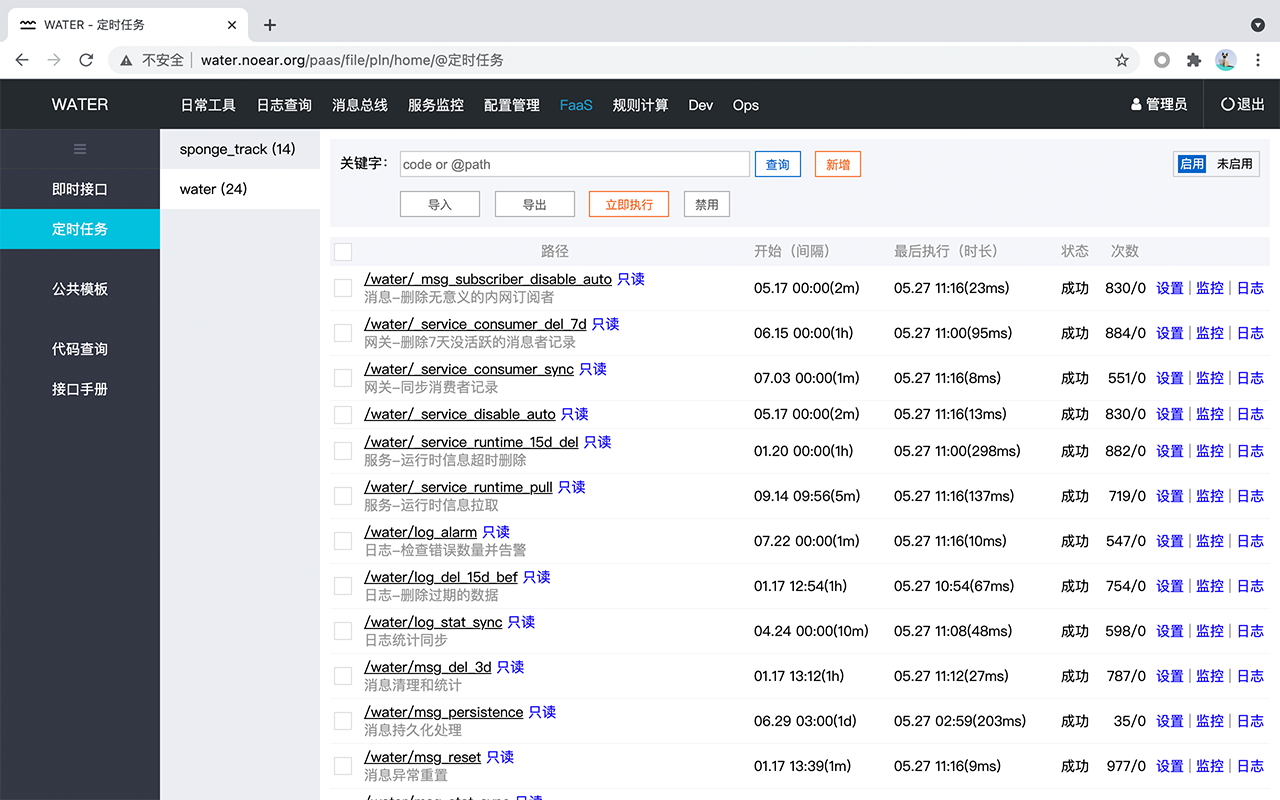 WATER - 定时任务
不安全 water.noear.org/paas/file/pln/home/@定时任务
WATER 日常工具 日志查询 消息总线 服务监控 配置管理 FaaS 规则计算 Dev Ops 管理员 退出
即时接口
定时任务
公共模板
代码查询
接口手册
sponge_track (14)
water (24)
关键字： code or @path 查询 新增 启用 未启用
导入 导出 立即执行 禁用
路径 开始（间隔） 最后执行（时长） 状态 次数
/water/_msg_subscriber_disable_auto 只读
消息-删除无意义的内网订阅者
05.17 00:00(2m) 05.27 11:16(23ms) 成功 830/0 设置 | 监控 | 日志
/water/_service_consumer_del_7d 只读
网关-删除7天没活跃的消息者记录
06.15 00:00(1h) 05.27 11:00(95ms) 成功 884/0 设置 | 监控 | 日志
/water/_service_consumer_sync 只读
网关-同步消费者记录
07.03 00:00(1m) 05.27 11:16(8ms) 成功 551/0 设置 | 监控 | 日志
/water/_service_disable_auto 只读 05.17 00:00(2m) 05.27 11:16(13ms) 成功 830/0 设置 | 监控 | 日志
/water/_service_runtime_15d_del 只读
服务-运行时信息超时删除
01.20 00:00(1h) 05.27 11:00(298ms) 成功 882/0 设置 | 监控 | 日志
/water/_service_runtime_pull 只读
服务-运行时信息拉取
09.14 09:56(5m) 05.27 11:16(137ms) 成功 719/0 设置 | 监控 | 日志
/water/log_alarm 只读
日志-检查错误数量并告警
07.22 00:00(1m) 05.27 11:16(10ms) 成功 547/0 设置 | 监控 | 日志
/water/log_del_15d_bef 只读
日志-删除过期的数据
01.17 12:54(1h) 05.27 10:54(67ms) 成功 754/0 设置 | 监控 | 日志
/water/log_stat_sync 只读
日志统计同步
04.24 00:00(10m) 05.27 11:08(48ms) 成功 598/0 设置 | 监控 | 日志
/water/msg_del_3d 只读
消息清理和统计
01.17 13:12(1h) 05.27 11:12(27ms) 成功 787/0 设置 | 监控 | 日志
/water/msg_persistence 只读
消息持久化处理
06.29 03:00(1d) 05.27 02:59(203ms) 成功 35/0 设置 | 监控 | 日志
/water/msg_reset 只读
消息异常重置
01.17 13:39(1m) 05.27 11:16(9ms) 成功 977/0 设置 | 监控 | 日志